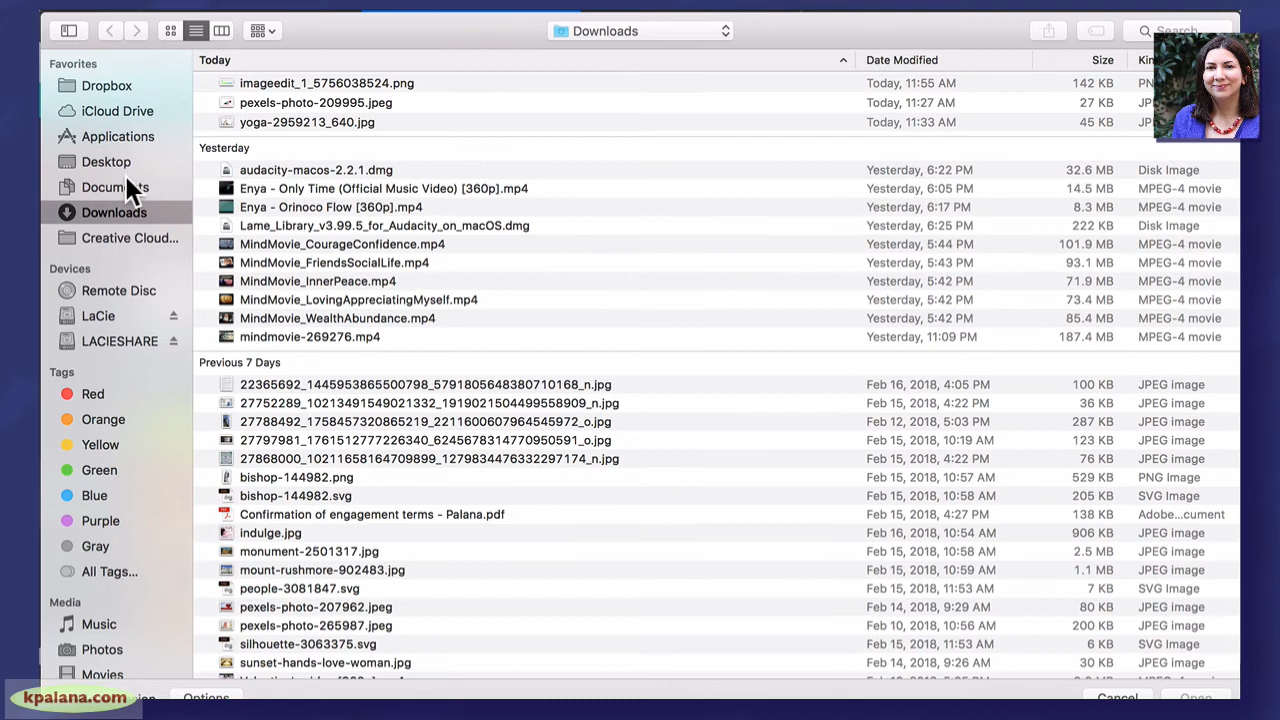 Downloads
Search
Favorites
Dropbox
iCloud Drive
Applications
Desktop
Documents
Downloads
Creative Cloud...
Devices
Remote Disc
LaCie
LACIESHARE
Tags
Red
Orange
Yellow
Green
Blue
Purple
Gray
All Tags...
Media
Music
Photos
Movies
Today Date Modified Size
imageedit_1_5756038524.png Today, 11:55 AM 142 KB
pexels-photo-209995.jpeg Today, 11:27 AM 27 KB
yoga-2959213_640.jpg Today, 11:33 AM 45 KB
Yesterday
audacity-macos-2.2.1.dmg Yesterday, 6:22 PM 32.6 MB Disk Image
Enya - Only Time (Official Music Video) [360p].mp4 Yesterday, 6:05 PM 14.5 MB MPEG-4 movie
Enya - Orinoco Flow [360p].mp4 Yesterday, 6:17 PM 8.3 MB MPEG-4 movie
Lame_Library_v3.99.5_for_Audacity_on_macOS.dmg Yesterday, 6:25 PM 222 KB Disk Image
MindMovie_CourageConfidence.mp4 Yesterday, 5:44 PM 101.9 MB MPEG-4 movie
MindMovie_FriendsSocialLife.mp4 Yesterday, 5:43 PM 93.1 MB MPEG-4 movie
MindMovie_InnerPeace.mp4 Yesterday, 5:42 PM 71.9 MB MPEG-4 movie
MindMovie_LovingAppreciatingMyself.mp4 Yesterday, 5:42 PM 73.4 MB MPEG-4 movie
MindMovie_WealthAbundance.mp4 Yesterday, 5:42 PM 85.4 MB MPEG-4 movie
mindmovie-269276.mp4 Yesterday, 11:09 PM 187.4 MB MPEG-4 movie
Previous 7 Days
22365692_1445953865500798_5791805648380710168_n.jpg Feb 16, 2018, 4:05 PM 100 KB JPEG image
27752289_10213491549021332_1919021504499558909_n.jpg Feb 15, 2018, 4:22 PM 36 KB JPEG image
27788492_1758457320865219_2211600607964545972_o.jpg Feb 12, 2018, 5:03 PM 287 KB JPEG image
27797981_1761512777226340_6245678314770950591_o.jpg Feb 15, 2018, 10:19 AM 123 KB JPEG image
27868000_10211658164709899_1279834476332297174_n.jpg Feb 15, 2018, 4:22 PM 76 KB JPEG image
bishop-144982.png Feb 15, 2018, 10:57 AM 529 KB PNG Image
bishop-144982.svg Feb 15, 2018, 10:58 AM 205 KB SVG Image
Confirmation of engagement terms - Palana.pdf Feb 15, 2018, 4:27 PM 138 KB Adobe...cument
indulge.jpg Feb 16, 2018, 10:54 AM 906 KB JPEG image
monument-2501317.jpg Feb 15, 2018, 10:58 AM 2.5 MB JPEG image
mount-rushmore-902483.jpg Feb 15, 2018, 10:58 AM 1.1 MB JPEG image
people-3081847.svg Feb 15, 2018, 11:53 AM 7 KB SVG Image
pexels-photo-207962.jpeg Feb 14, 2018, 9:29 AM 80 KB JPEG image
pexels-photo-265987.jpeg Feb 10, 2018, 10:56 AM 200 KB JPEG image
silhouette-3063375.svg Feb 15, 2018, 11:53 AM 6 KB SVG Image
sunset-hands-love-woman.jpg Feb 14, 2018, 9:26 AM 30 KB JPEG image
Options Cancel Open
kpalana.com